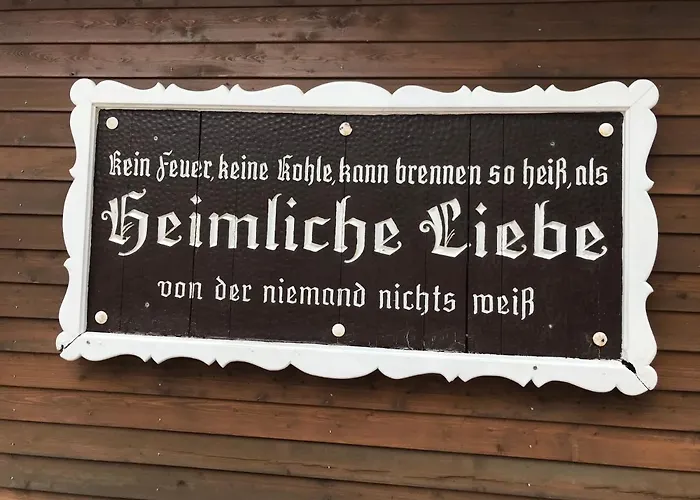 Kein Feuer, keine Kohle, kann brennen so heiß, als
Heimliche Liebe
von der niemand nichts weiß